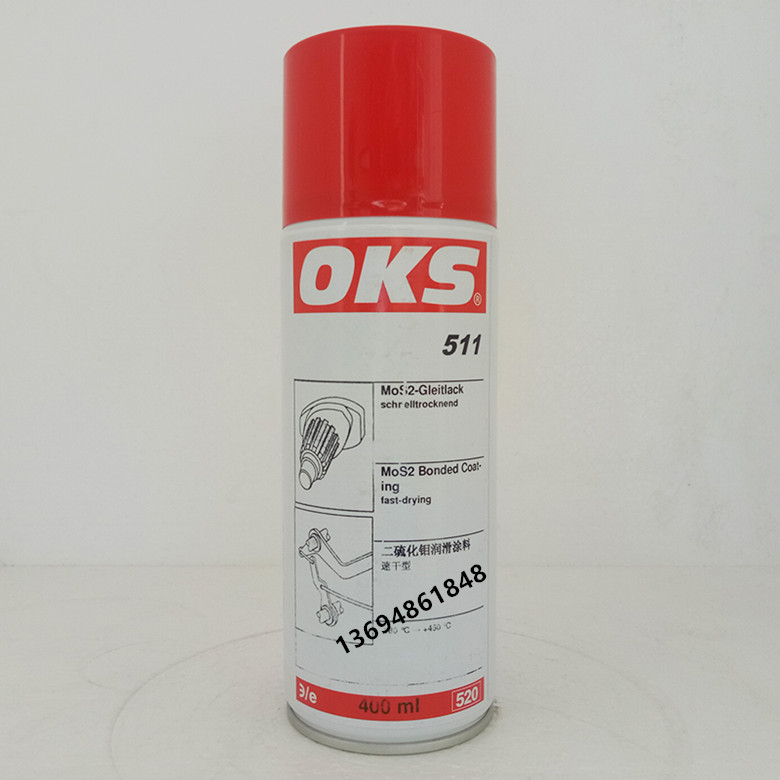 OKS®
511
MoS2-Gleitlack
schnelltrocknend
MoS2 Bonded Coat-
ing
fast-drying
二硫化钼润滑涂料
速干型
13694861848
°C → +450 °C
/e
400 ml
520